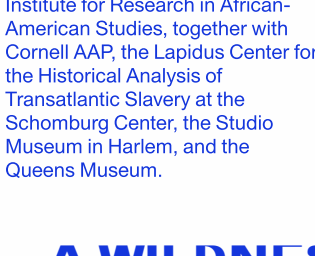 Institute for Research in African-
American Studies, together with
Cornell AAP, the Lapidus Center for
the Historical Analysis of
Transatlantic Slavery at the
Schomburg Center, the Studio
Museum in Harlem, and the
Queens Museum.
A WILDNES